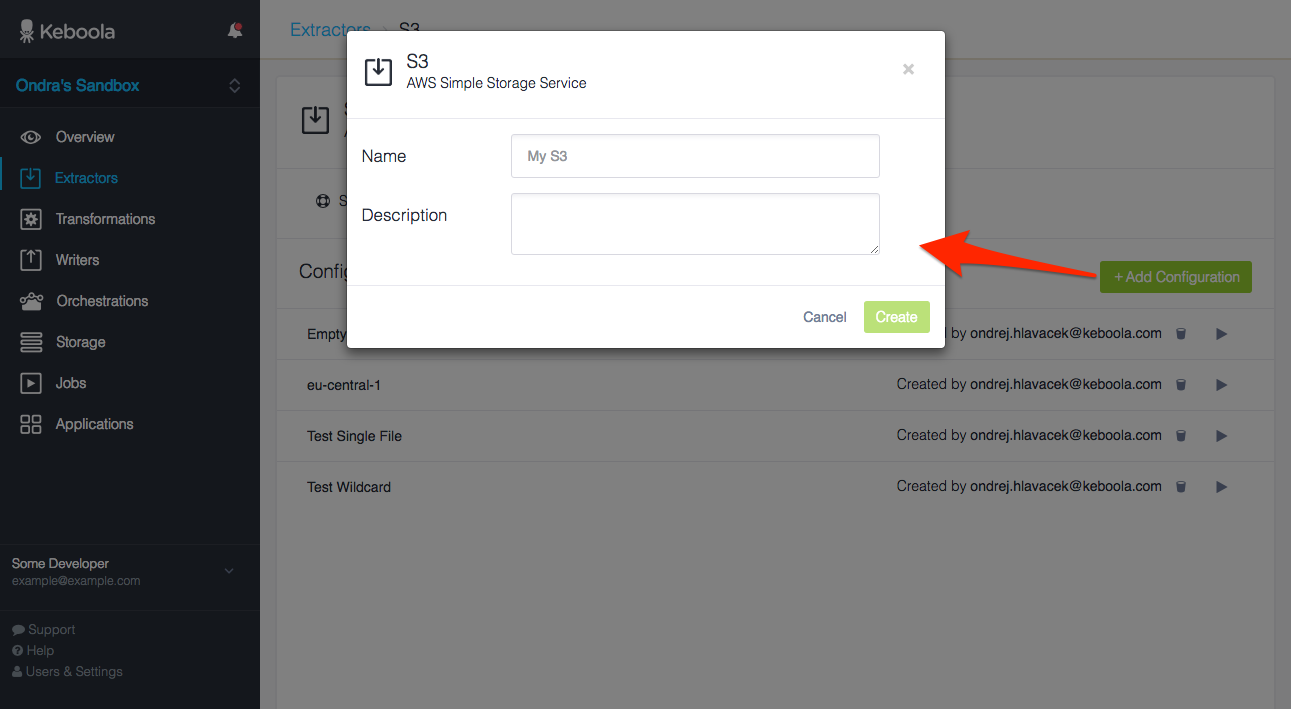 Keboola
Ondra's Sandbox
Overview
Extractors
Transformations
Writers
Orchestrations
Storage
Jobs
Applications
Some Developer
example@example.com
Support
Help
Users & Settings
Extractors > S3
S3
AWS Simple Storage Service
×
Name
My S3
Description
Cancel
Create
+ Add Configuration
Empty
by ondrej.hlavacek@keboola.com
eu-central-1
Created by ondrej.hlavacek@keboola.com
Test Single File
Created by ondrej.hlavacek@keboola.com
Test Wildcard
Created by ondrej.hlavacek@keboola.com